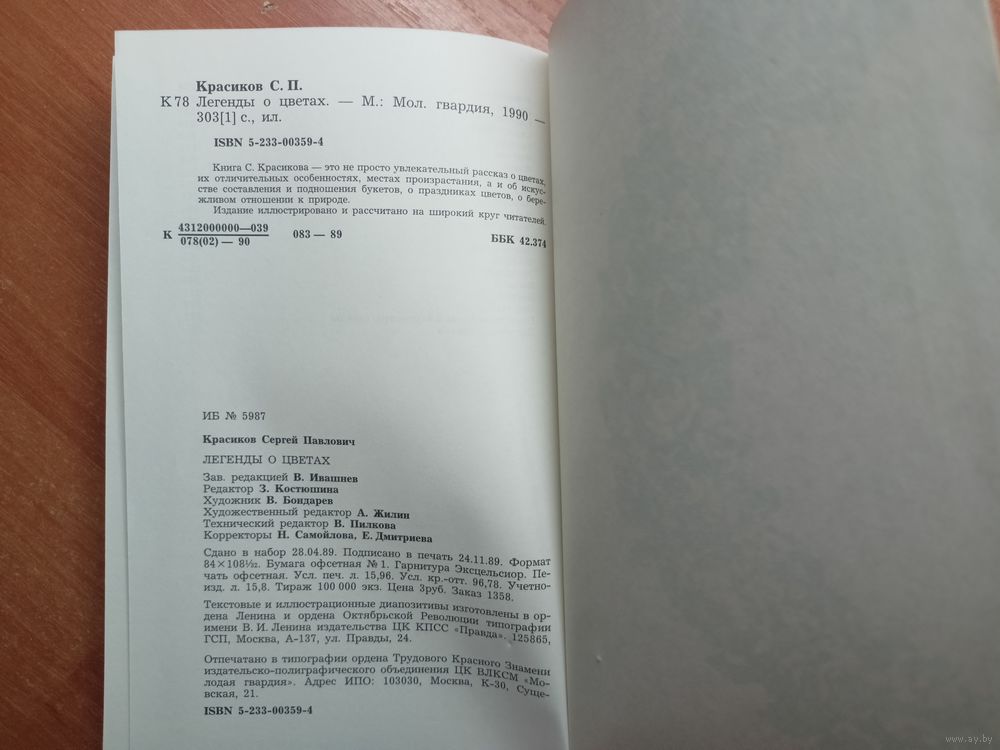 Красиков С. П.
К 78 Легенды о цветах. — М.: Мол. гвардия, 1990 —
303[1] с., ил.
ISBN 5-233-00359-4
Книга С. Красикова — это не просто увлекательный рассказ о цветах,
их отличительных особенностях, местах произрастания, а и об искус-
стве составления и подношения букетов, о праздниках цветов, о бере-
жливом отношении к природе.
Издание иллюстрировано и рассчитано на широкий круг читателей.
К 4312000000—039
078(02) — 90
083 — 89
ББК 42.374
ИБ № 5987
Красиков Сергей Павлович
ЛЕГЕНДЫ О ЦВЕТАХ
Зав. редакцией В. Ивашнев
Редактор З. Костюшина
Художник В. Бондарев
Художественный редактор А. Жилин
Технический редактор В. Пилкова
Корректоры Н. Самойлова, Е. Дмитриева
Сдано в набор 28.04.89. Подписано в печать 24.11.89. Формат
84×108¹/₃₂. Бумага офсетная № 1. Гарнитура Эксцельсиор. Пе-
чать офсетная. Усл. печ. л. 15,96. Усл. кр.-отт. 96,78. Учетно-
изд. л. 15,8. Тираж 100 000 экз. Цена 3руб. Заказ 1358.
Текстовые и иллюстрационные диапозитивы изготовлены в ор-
дена Ленина и ордена Октябрьской Революции типографии
имени В. И. Ленина издательства ЦК КПСС «Правда». 125865,
ГСП, Москва, А-137, ул. Правды, 24.
Отпечатано в типографии ордена Трудового Красного Знамени
издательско-полиграфического объединения ЦК ВЛКСМ «Мо-
лодая гвардия». Адрес ИПО: 103030, Москва, К-30, Суще-
вская, 21.
ISBN 5-233-00359-4
www.ay.by